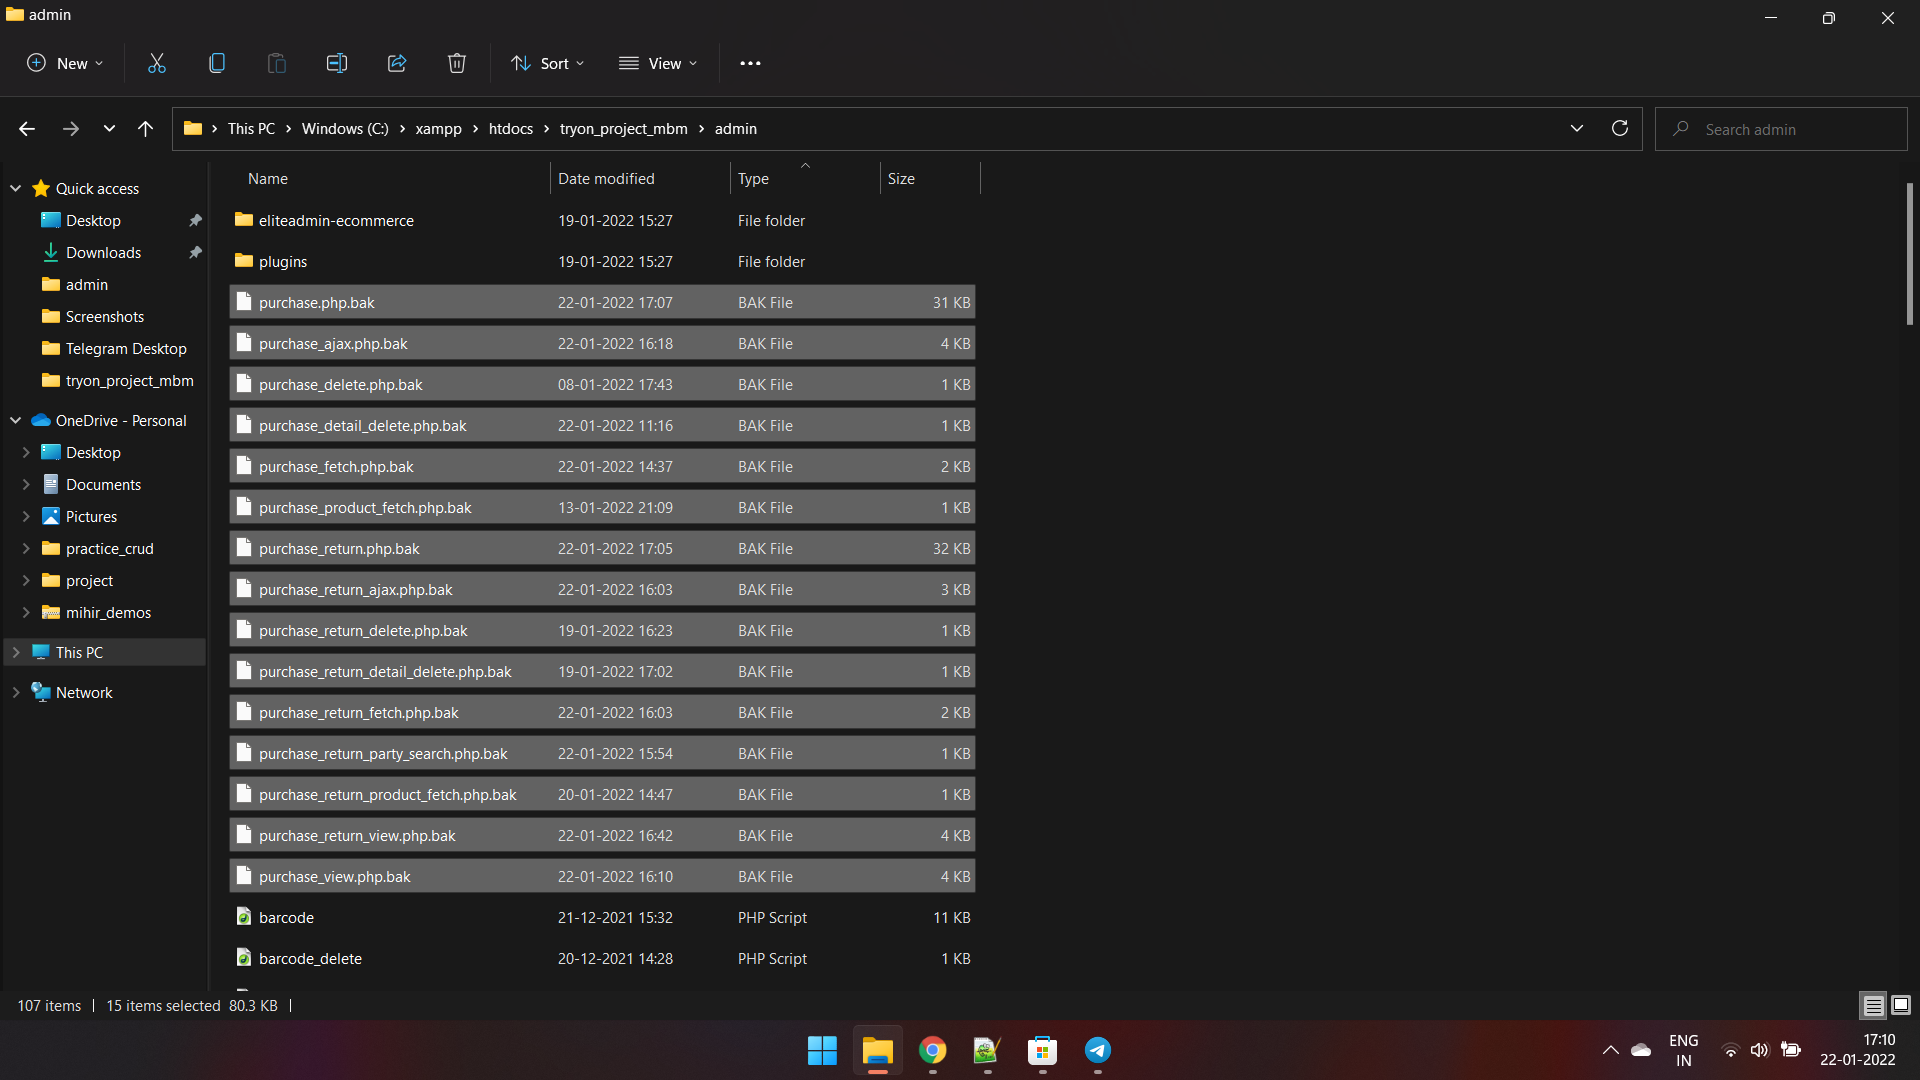 admin
New
Sort
View
This PC
Windows (C:)
xampp
htdocs
tryon_project_mbm
admin
Search admin
Quick access
Desktop
Downloads
admin
Screenshots
Telegram Desktop
tryon_project_mbm
OneDrive - Personal
Desktop
Documents
Pictures
practice_crud
project
mihir_demos
This PC
Network
Name Date modified Type Size
eliteadmin-ecommerce 19-01-2022 15:27 File folder
plugins 19-01-2022 15:27 File folder
purchase.php.bak 22-01-2022 17:07 BAK File 31 KB
purchase_ajax.php.bak 22-01-2022 16:18 BAK File 4 KB
purchase_delete.php.bak 08-01-2022 17:43 BAK File 1 KB
purchase_detail_delete.php.bak 22-01-2022 11:16 BAK File 1 KB
purchase_fetch.php.bak 22-01-2022 14:37 BAK File 2 KB
purchase_product_fetch.php.bak 13-01-2022 21:09 BAK File 1 KB
purchase_return.php.bak 22-01-2022 17:05 BAK File 32 KB
purchase_return_ajax.php.bak 22-01-2022 16:03 BAK File 3 KB
purchase_return_delete.php.bak 19-01-2022 16:23 BAK File 1 KB
purchase_return_detail_delete.php.bak 19-01-2022 17:02 BAK File 1 KB
purchase_return_fetch.php.bak 22-01-2022 16:03 BAK File 2 KB
purchase_return_party_search.php.bak 22-01-2022 15:54 BAK File 1 KB
purchase_return_product_fetch.php.bak 20-01-2022 14:47 BAK File 1 KB
purchase_return_view.php.bak 22-01-2022 16:42 BAK File 4 KB
purchase_view.php.bak 22-01-2022 16:10 BAK File 4 KB
barcode 21-12-2021 15:32 PHP Script 11 KB
barcode_delete 20-12-2021 14:28 PHP Script 1 KB
107 items 15 items selected 80.3 KB
ENG
IN
17:10
22-01-2022